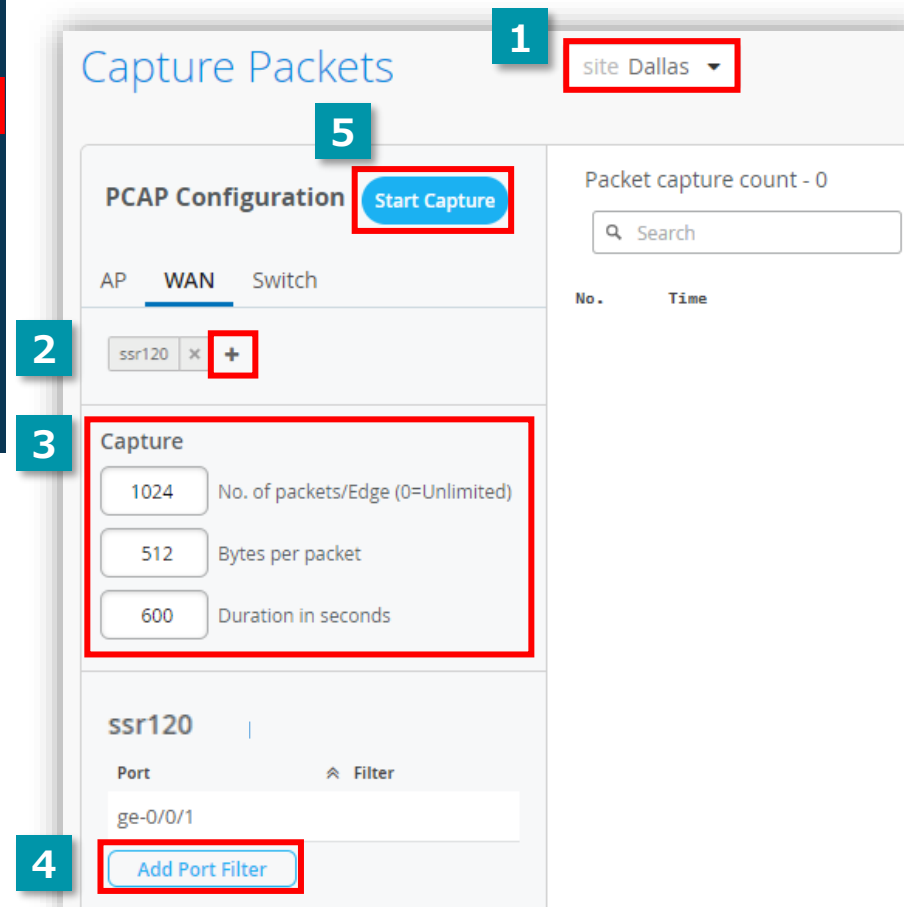 1
Capture Packets
site Dallas
5
PCAP Configuration
Start Capture
Packet capture count - 0
Search
AP WAN Switch
No. Time
2
ssr120 × +
3
Capture
1024 No. of packets/Edge (0=Unlimited)
512 Bytes per packet
600 Duration in seconds
ssr120
Port Filter
ge-0/0/1
4
Add Port Filter